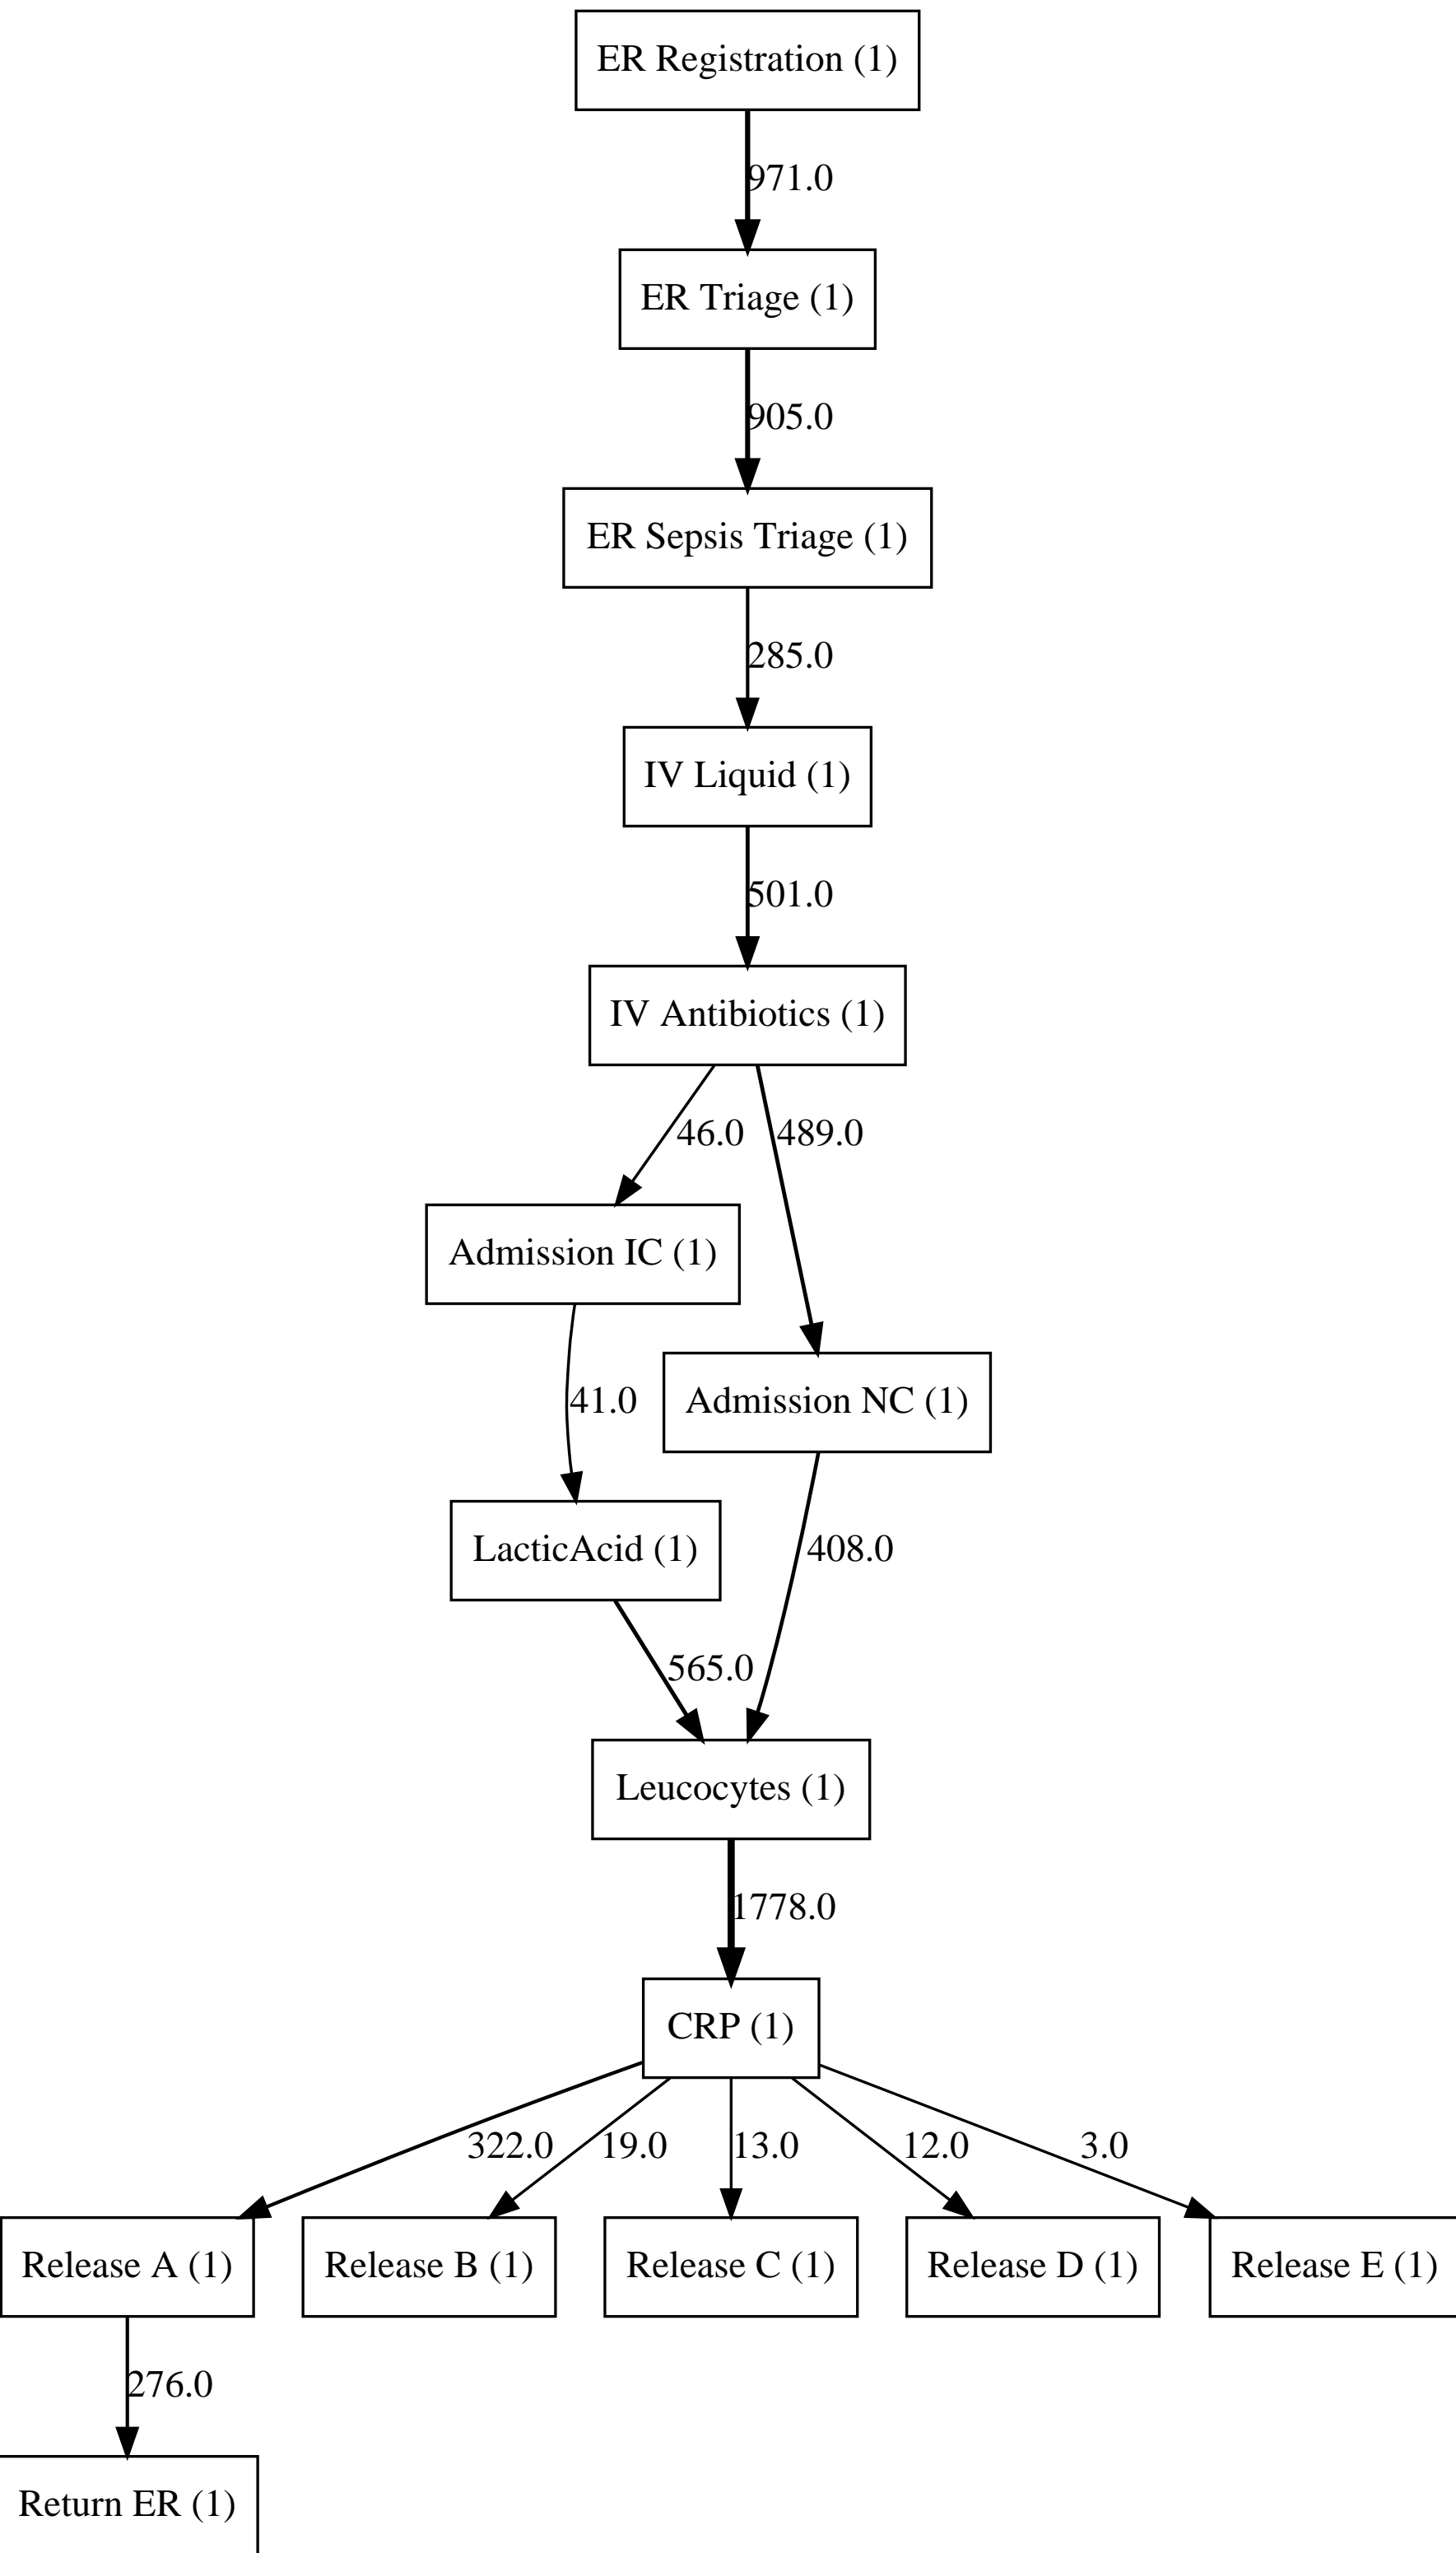 ER Registration (1)
971.0
ER Triage (1)
905.0
ER Sepsis Triage (1)
285.0
IV Liquid (1)
501.0
IV Antibiotics (1)
46.0
489.0
Admission IC (1)
41.0
Admission NC (1)
LacticAcid (1)
408.0
565.0
Leucocytes (1)
1778.0
CRP (1)
322.0
19.0
13.0
12.0
3.0
Release A (1)
Release B (1)
Release C (1)
Release D (1)
Release E (1)
276.0
Return ER (1)